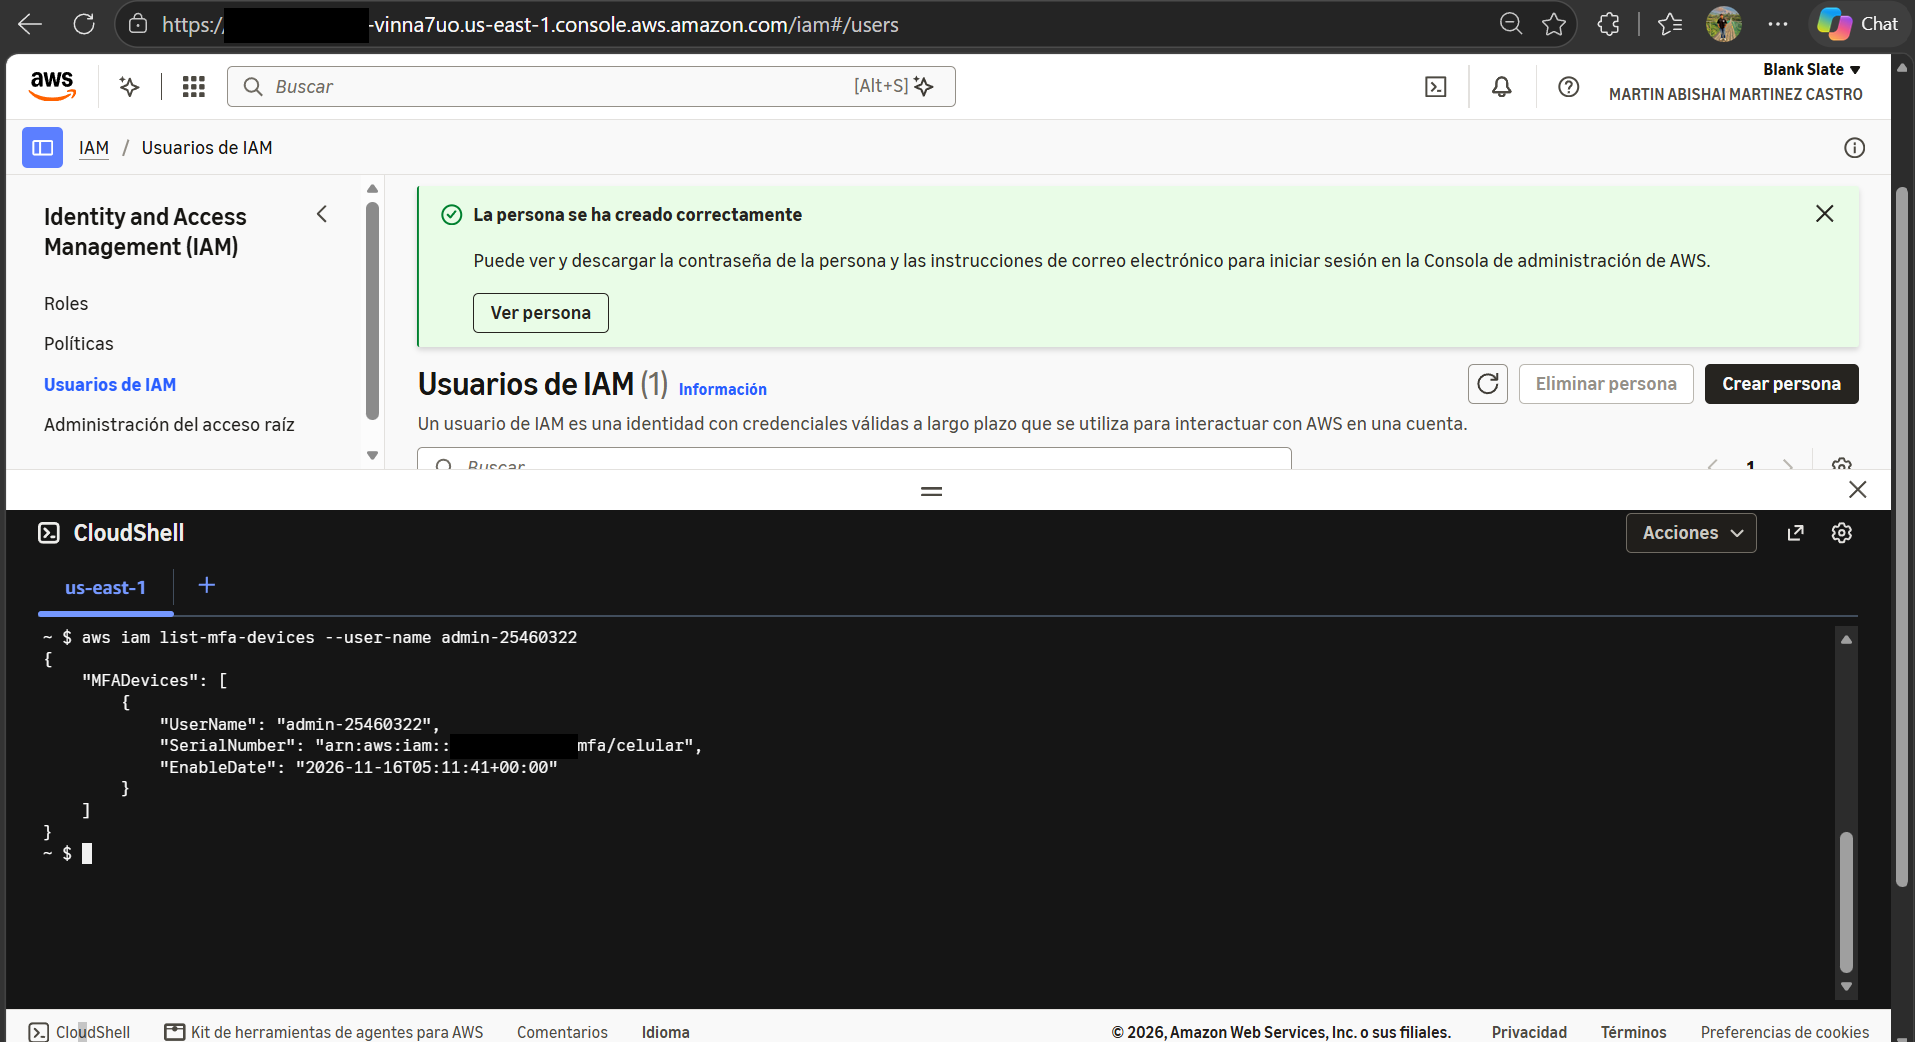 https:/ -vinna7uo.us-east-1.console.aws.amazon.com/iam#/users
Chat
aws
Buscar
[Alt+S]
Blank Slate
MARTIN ABISHAI MARTINEZ CASTRO
IAM / Usuarios de IAM
Identity and Access
Management (IAM)
Roles
Políticas
Usuarios de IAM
Administración del acceso raíz
La persona se ha creado correctamente
Puede ver y descargar la contraseña de la persona y las instrucciones de correo electrónico para iniciar sesión en la Consola de administración de AWS.
Ver persona
Usuarios de IAM (1) Información
Eliminar persona
Crear persona
Un usuario de IAM es una identidad con credenciales válidas a largo plazo que se utiliza para interactuar con AWS en una cuenta.
Buscar
1
CloudShell
Acciones
us-east-1
+
~ $ aws iam list-mfa-devices --user-name admin-25460322
{
"MFADevices": [
{
"UserName": "admin-25460322",
"SerialNumber": "arn:aws:iam:: mfa/celular",
"EnableDate": "2026-11-16T05:11:41+00:00"
}
]
}
~ $
CloudShell
Kit de herramientas de agentes para AWS
Comentarios
Idioma
© 2026, Amazon Web Services, Inc. o sus filiales.
Privacidad
Términos
Preferencias de cookies